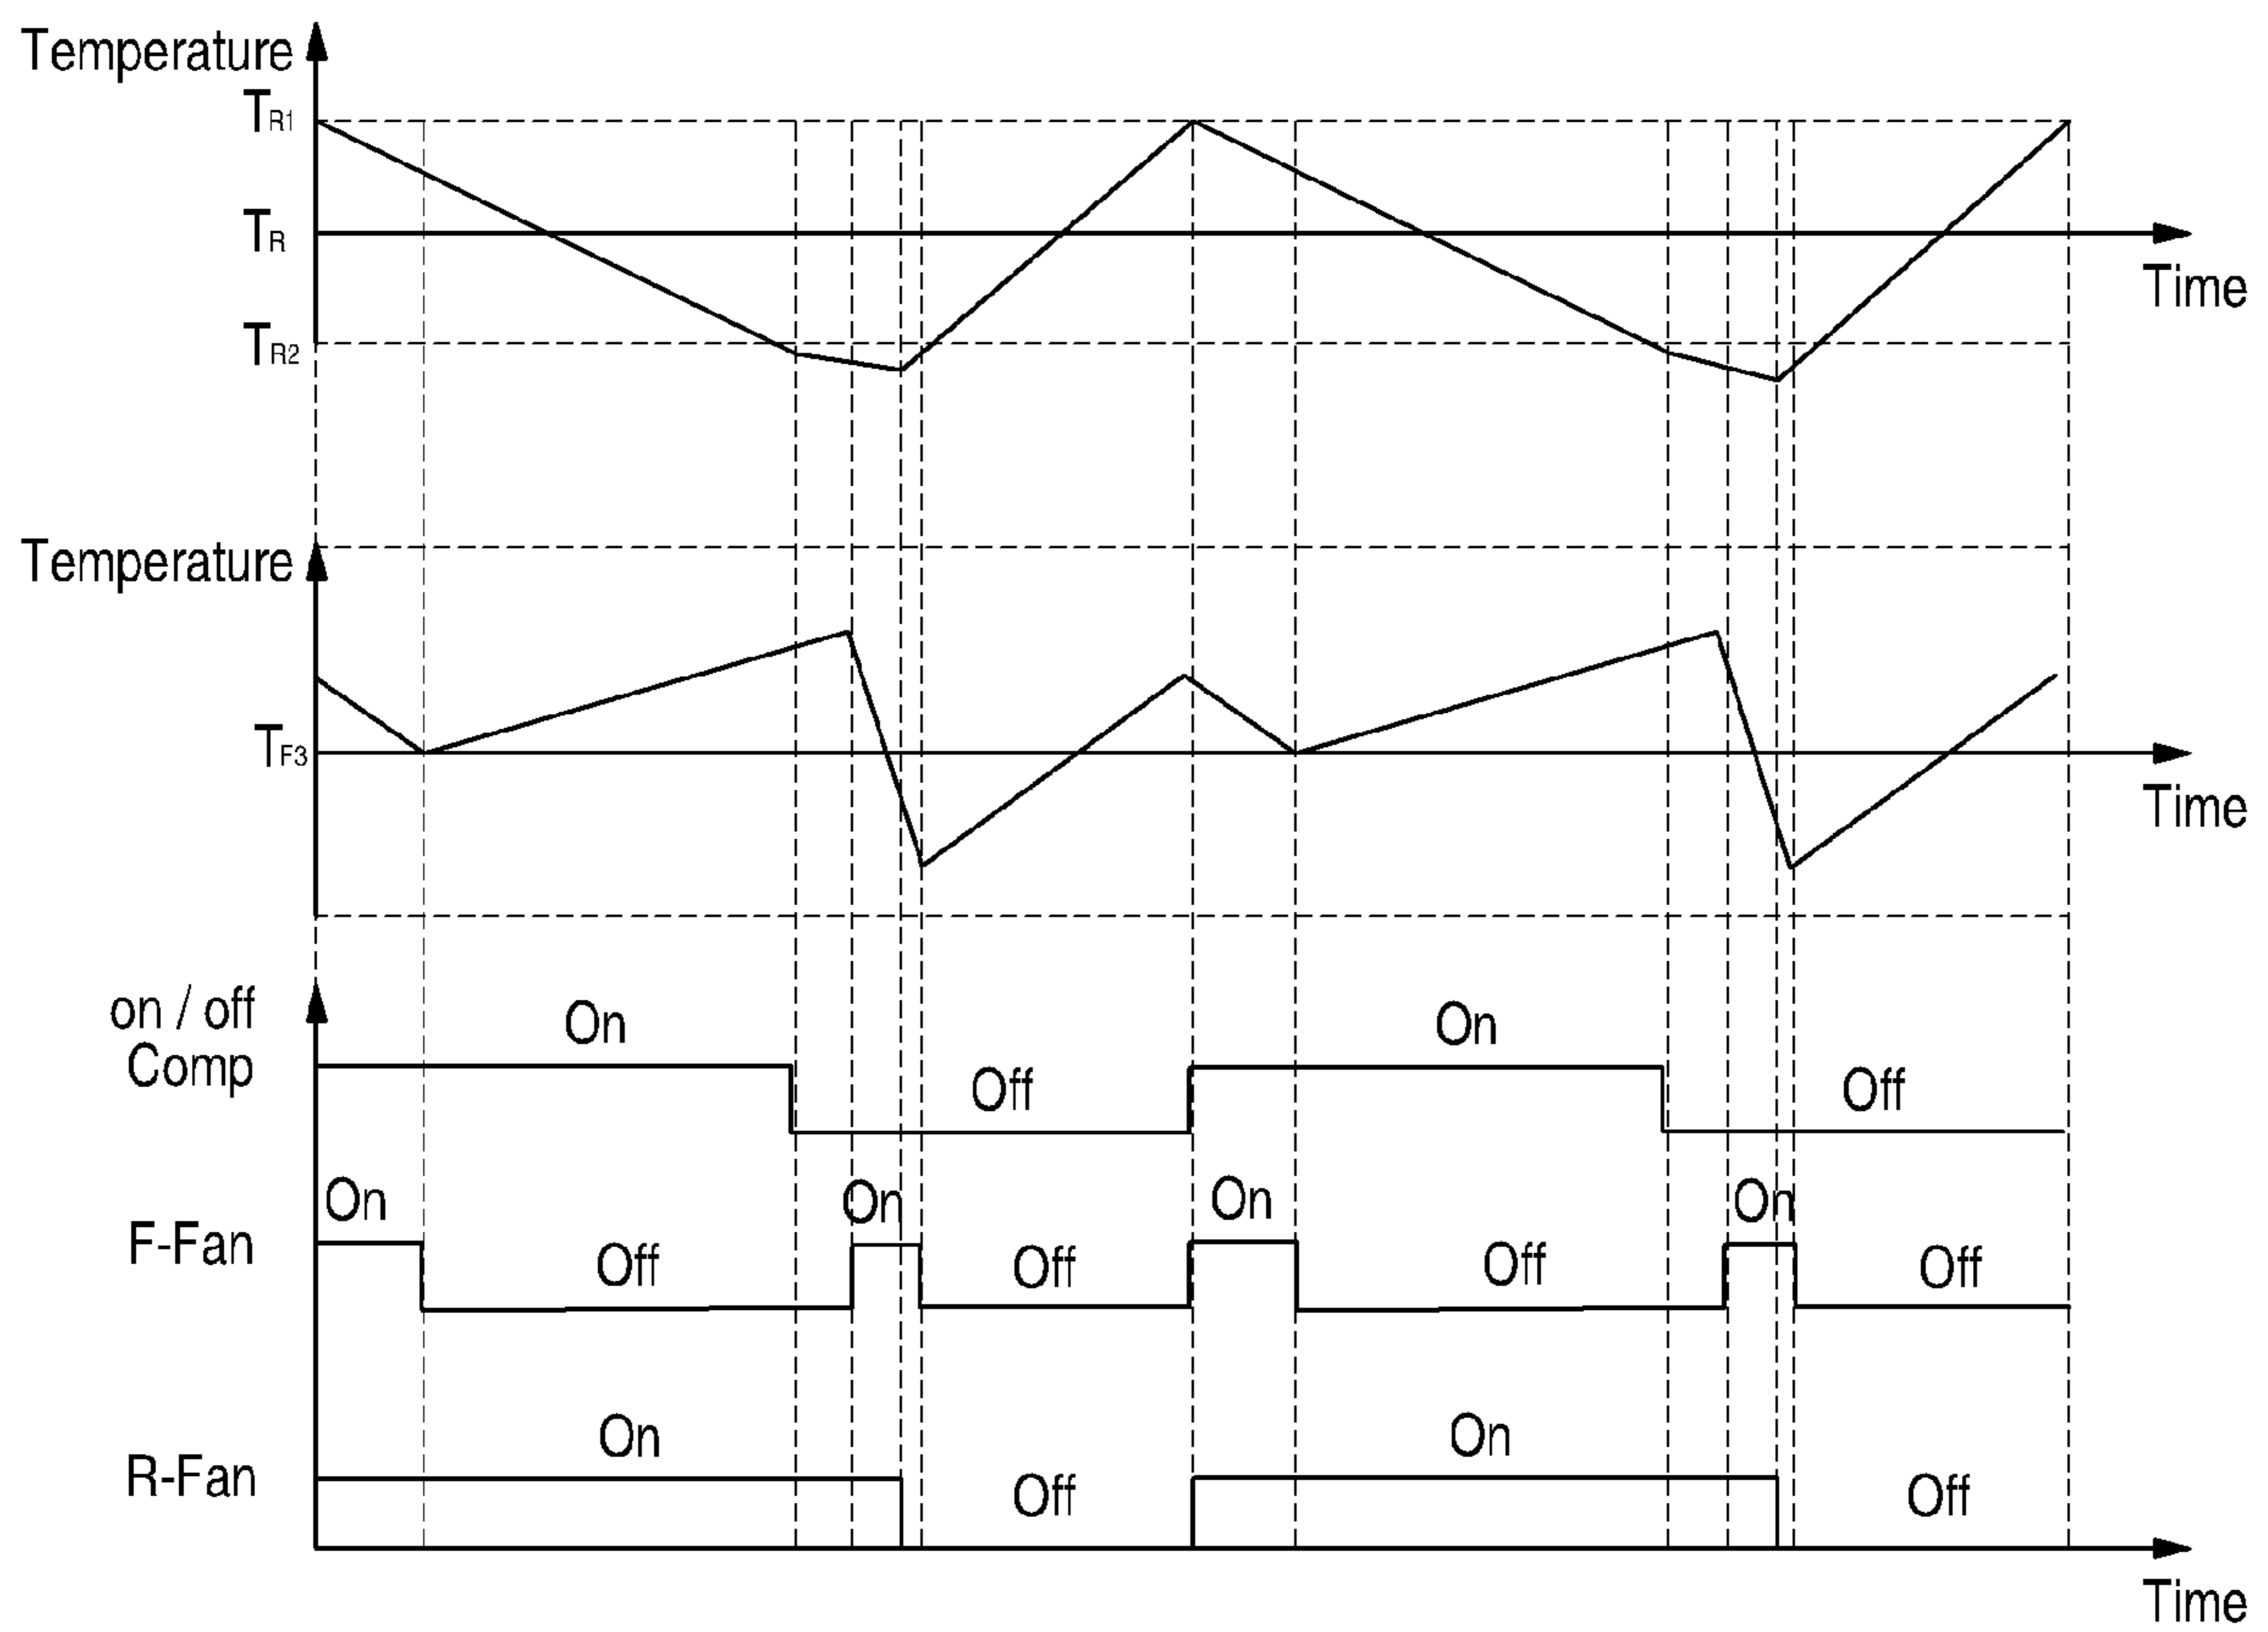 Temperature
TR1
TR
Time
TR2
Temperature
TF3
Time
on / off
Comp
On
Off
On
Off
F-Fan
On
Off
On
Off
On
Off
On
Off
R-Fan
On
Off
On
Off
Time